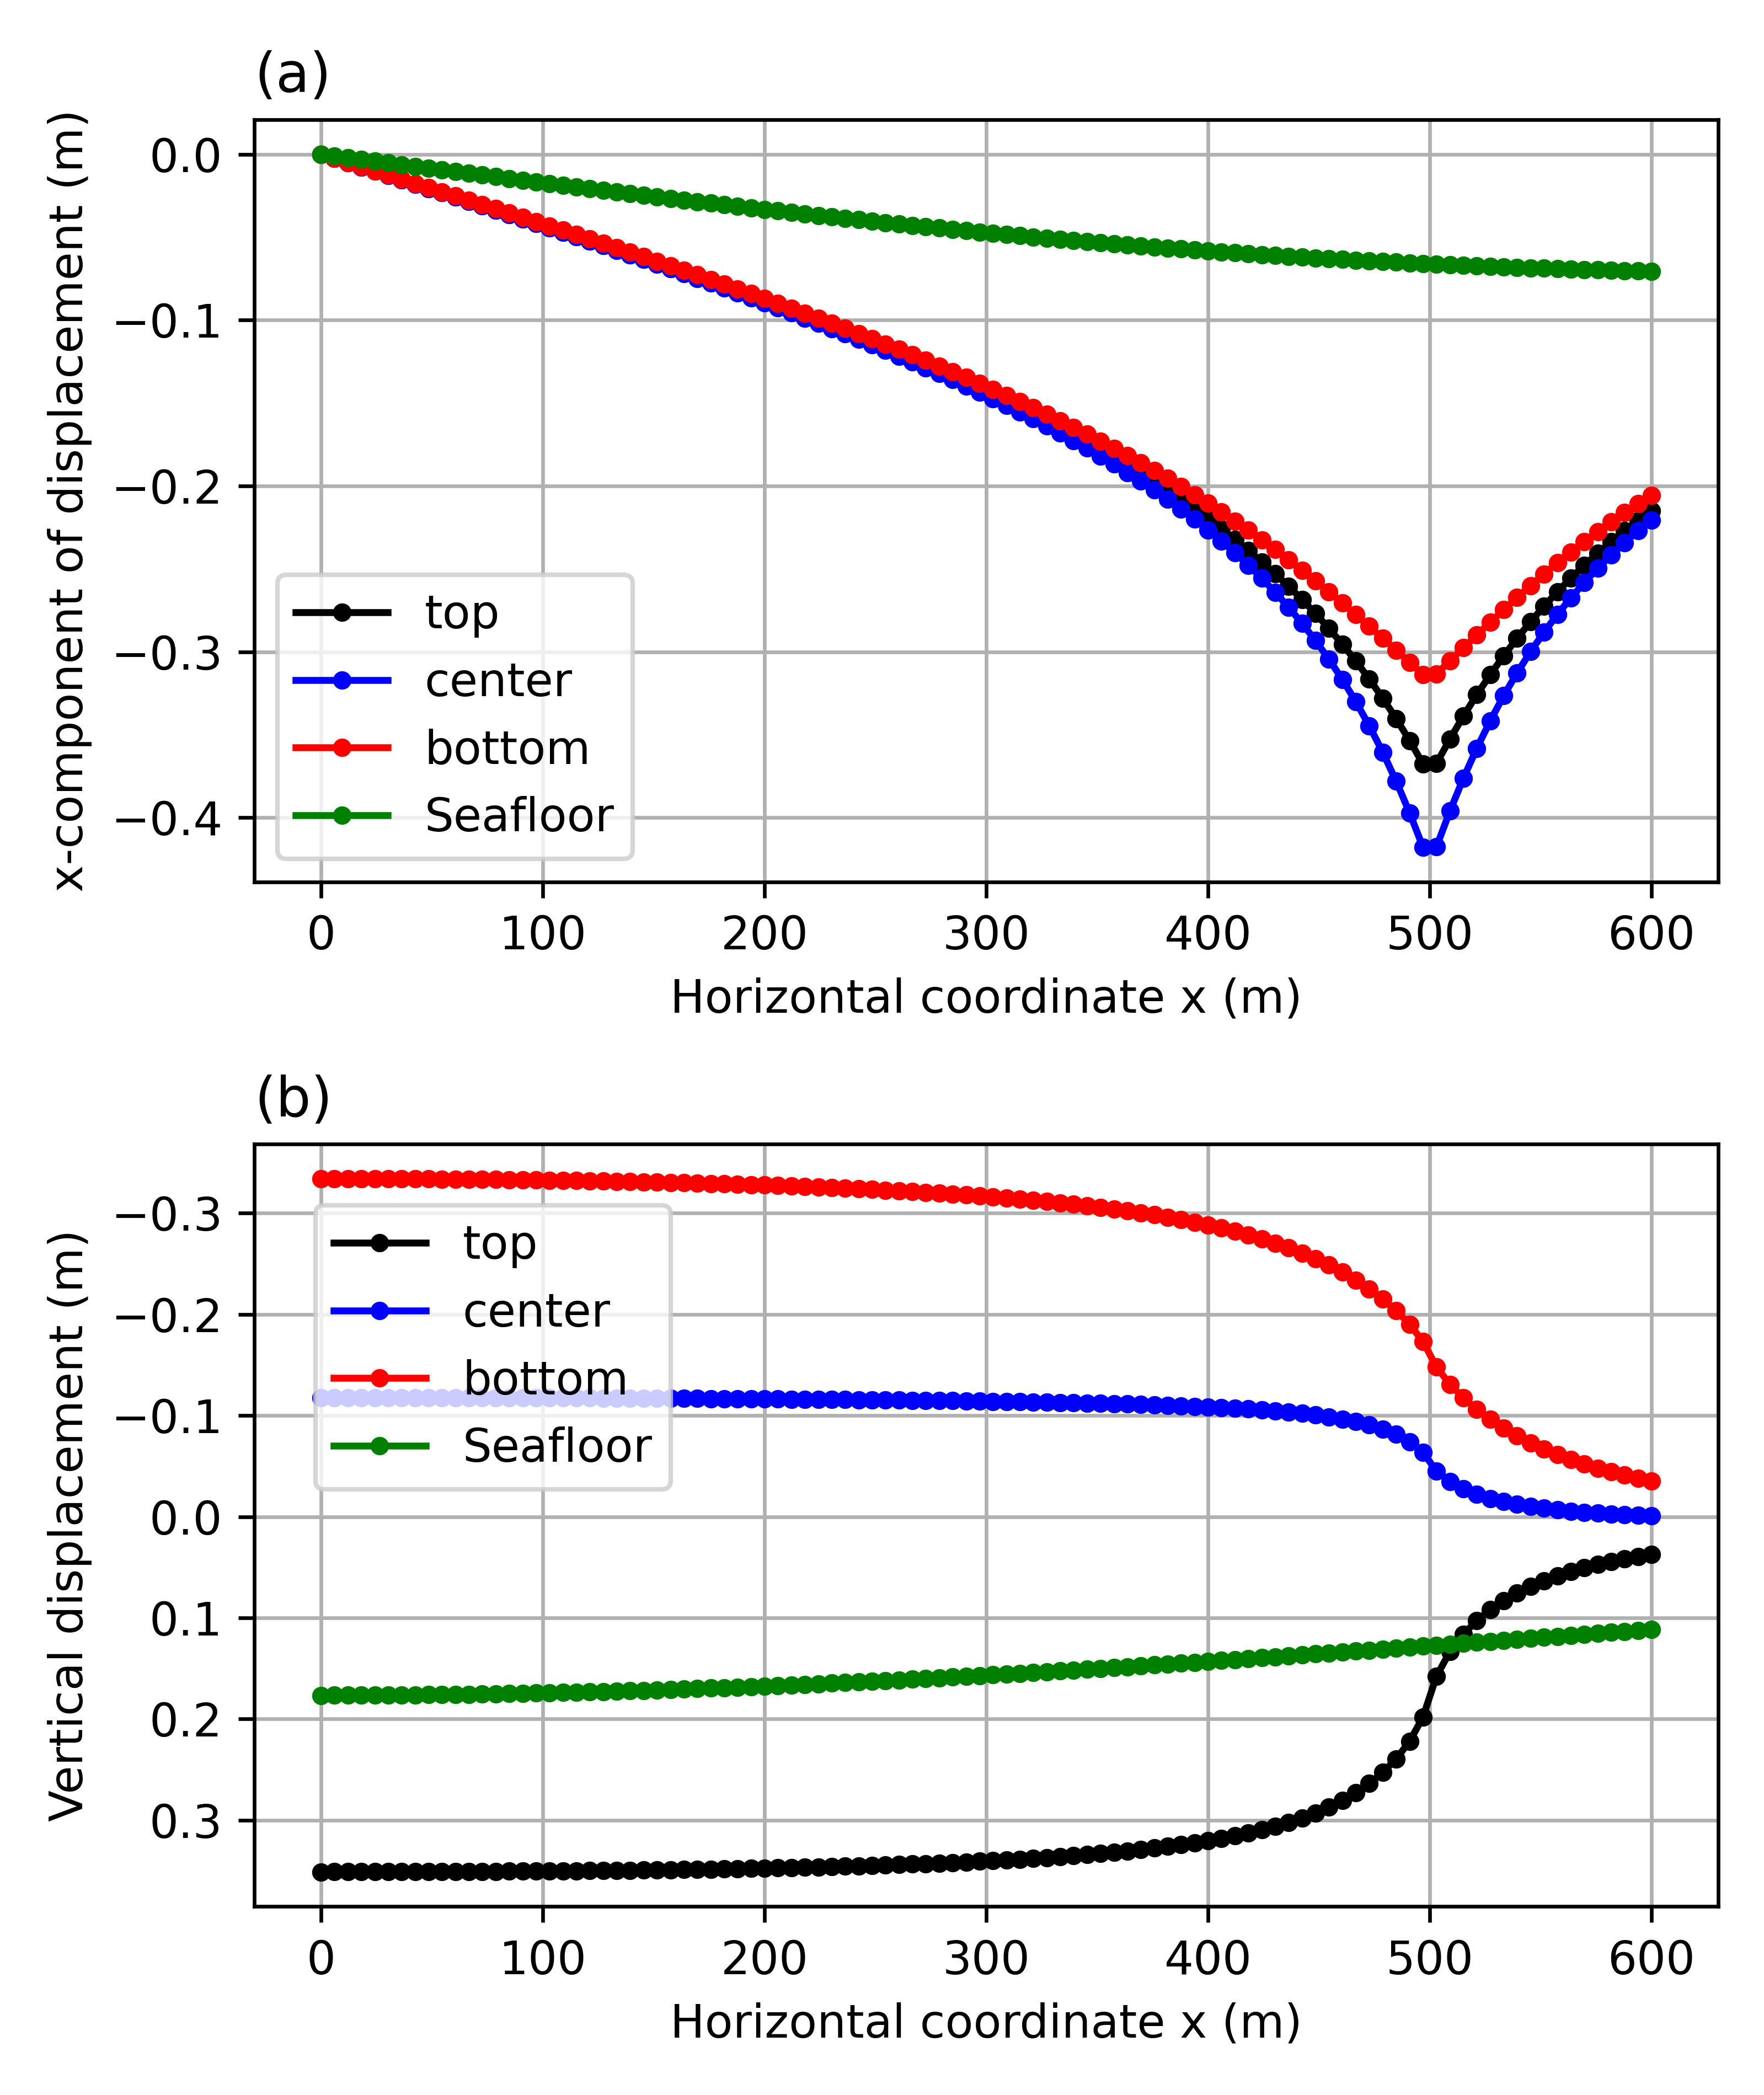 (a)
x-component of displacement (m)
0.0
−0.1
−0.2
−0.3
−0.4
top
center
bottom
Seafloor
0 100 200 300 400 500 600
Horizontal coordinate x (m)
(b)
Vertical displacement (m)
−0.3
−0.2
−0.1
0.0
0.1
0.2
0.3
top
center
bottom
Seafloor
0 100 200 300 400 500 600
Horizontal coordinate x (m)